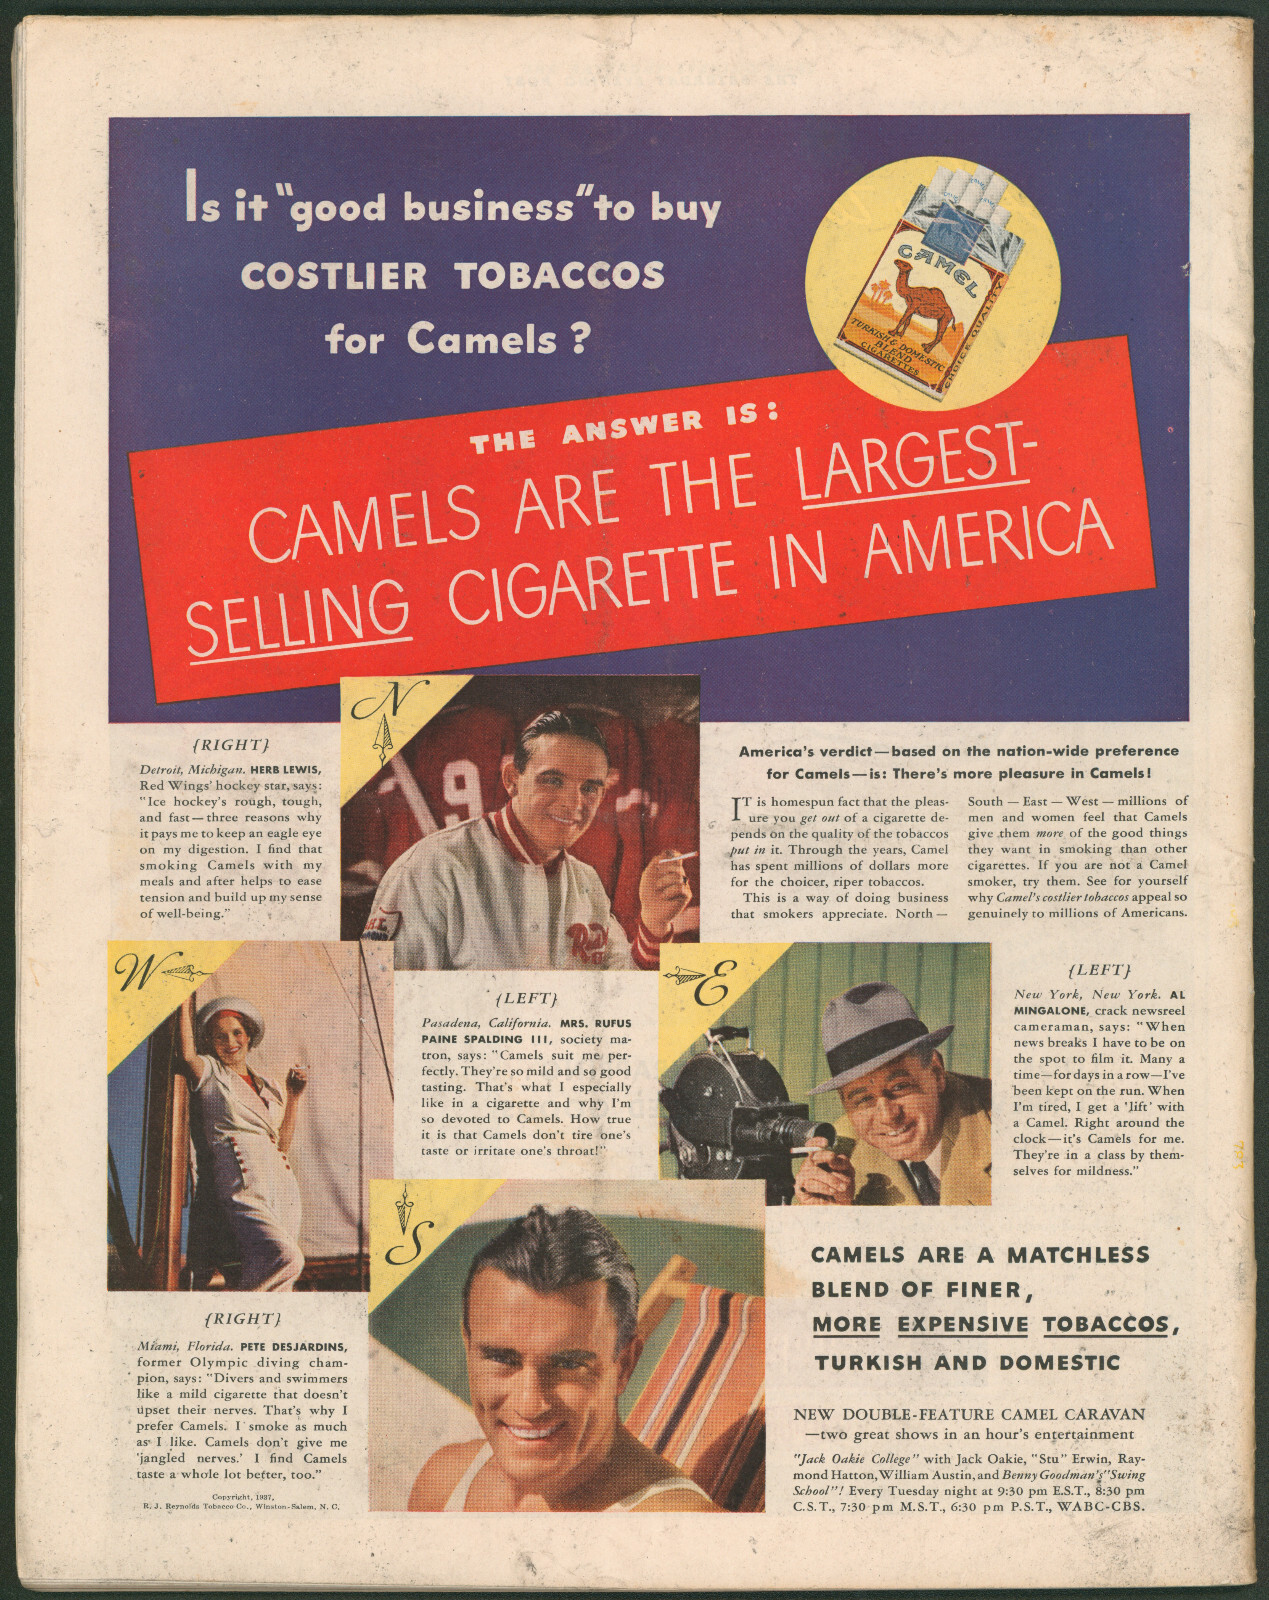 Is it "good business" to buy
COSTLIER TOBACCOS
for Camels?
CAMEL
TURKISH & DOMESTIC
BLEND
CIGARETTES
CHOICE QUALITY
THE ANSWER IS:
CAMELS ARE THE LARGEST-
SELLING CIGARETTE IN AMERICA
{RIGHT}
Detroit, Michigan. HERB LEWIS,
Red Wings' hockey star, says:
"Ice hockey's rough, tough,
and fast—three reasons why
it pays me to keep an eagle eye
on my digestion. I find that
smoking Camels with my
meals and after helps to ease
tension and build up my sense
of well-being."
N
19
Red
America's verdict—based on the nation-wide preference
for Camels—is: There's more pleasure in Camels!
IT is homespun fact that the pleas-
ure you get out of a cigarette de-
pends on the quality of the tobaccos
put in it. Through the years, Camel
has spent millions of dollars more
for the choicer, riper tobaccos.
This is a way of doing business
that smokers appreciate. North —
South — East — West — millions of
men and women feel that Camels
give them more of the good things
they want in smoking than other
cigarettes. If you are not a Camel
smoker, try them. See for yourself
why Camel's costlier tobaccos appeal so
genuinely to millions of Americans.
W
{LEFT}
Pasadena, California. MRS. RUFUS
PAINE SPALDING III, society ma-
tron, says: "Camels suit me per-
fectly. They're so mild and so good
tasting. That's what I especially
like in a cigarette and why I'm
so devoted to Camels. How true
it is that Camels don't tire one's
taste or irritate one's throat!"
E
{LEFT}
New York, New York. AL
MINGALONE, crack newsreel
cameraman, says: "When
news breaks I have to be on
the spot to film it. Many a
time—for days in a row—I've
been kept on the run. When
I'm tired, I get a 'lift' with
a Camel. Right around the
clock—it's Camels for me.
They're in a class by them-
selves for mildness."
{RIGHT}
Miami, Florida. PETE DESJARDINS,
former Olympic diving cham-
pion, says: "Divers and swimmers
like a mild cigarette that doesn't
upset their nerves. That's why I
prefer Camels. I smoke as much
as I like. Camels don't give me
'jangled nerves.' I find Camels
taste a whole lot better, too."
Copyright, 1937,
R. J. Reynolds Tobacco Co., Winston-Salem, N. C.
S
CAMELS ARE A MATCHLESS
BLEND OF FINER,
MORE EXPENSIVE TOBACCOS,
TURKISH AND DOMESTIC
NEW DOUBLE-FEATURE CAMEL CARAVAN
—two great shows in an hour's entertainment
"Jack Oakie College" with Jack Oakie, "Stu" Erwin, Ray-
mond Hatton, William Austin, and Benny Goodman's "Swing
School"! Every Tuesday night at 9:30 pm E.S.T., 8:30 pm
C.S.T., 7:30 pm M.S.T., 6:30 pm P.S.T., WABC-CBS.